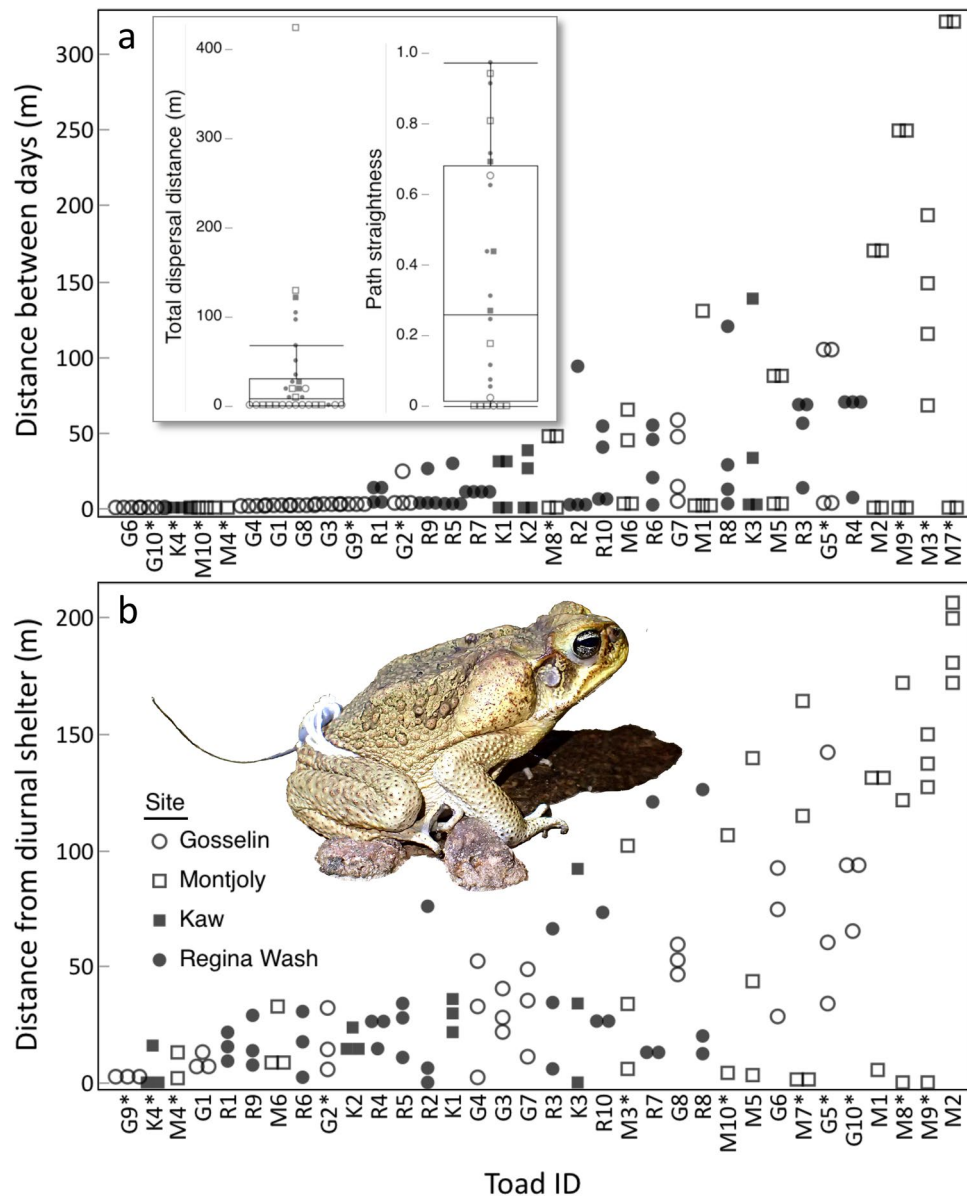 a
Distance between days (m)
300
250
200
150
100
50
0
Total dispersal distance (m)
400
300
200
100
0
Path straightness
1.0
0.8
0.6
0.4
0.2
0
G6 G10* K4* M10* M4* G4 G1 G8 G3 G9* R1 G2* R9 R5 R7 K1 K2 M8* R2 R10 M6 R6 G7 M1 R8 K3 M5 R3 G5* R4 M2 M9* M3* M7*
b
Distance from diurnal shelter (m)
200
150
100
50
0
Site
Gosselin
Montjoly
Kaw
Regina Wash
G9* K4* M4* G1 R1 R9 M6 R6 G2* K2 R4 R5 R2 K1 G4 G3 G7 R3 K3 R10 M3* R7 G8 R8 M10* M5 G6 M7* G5* G10* M1 M8* M9* M2
Toad ID